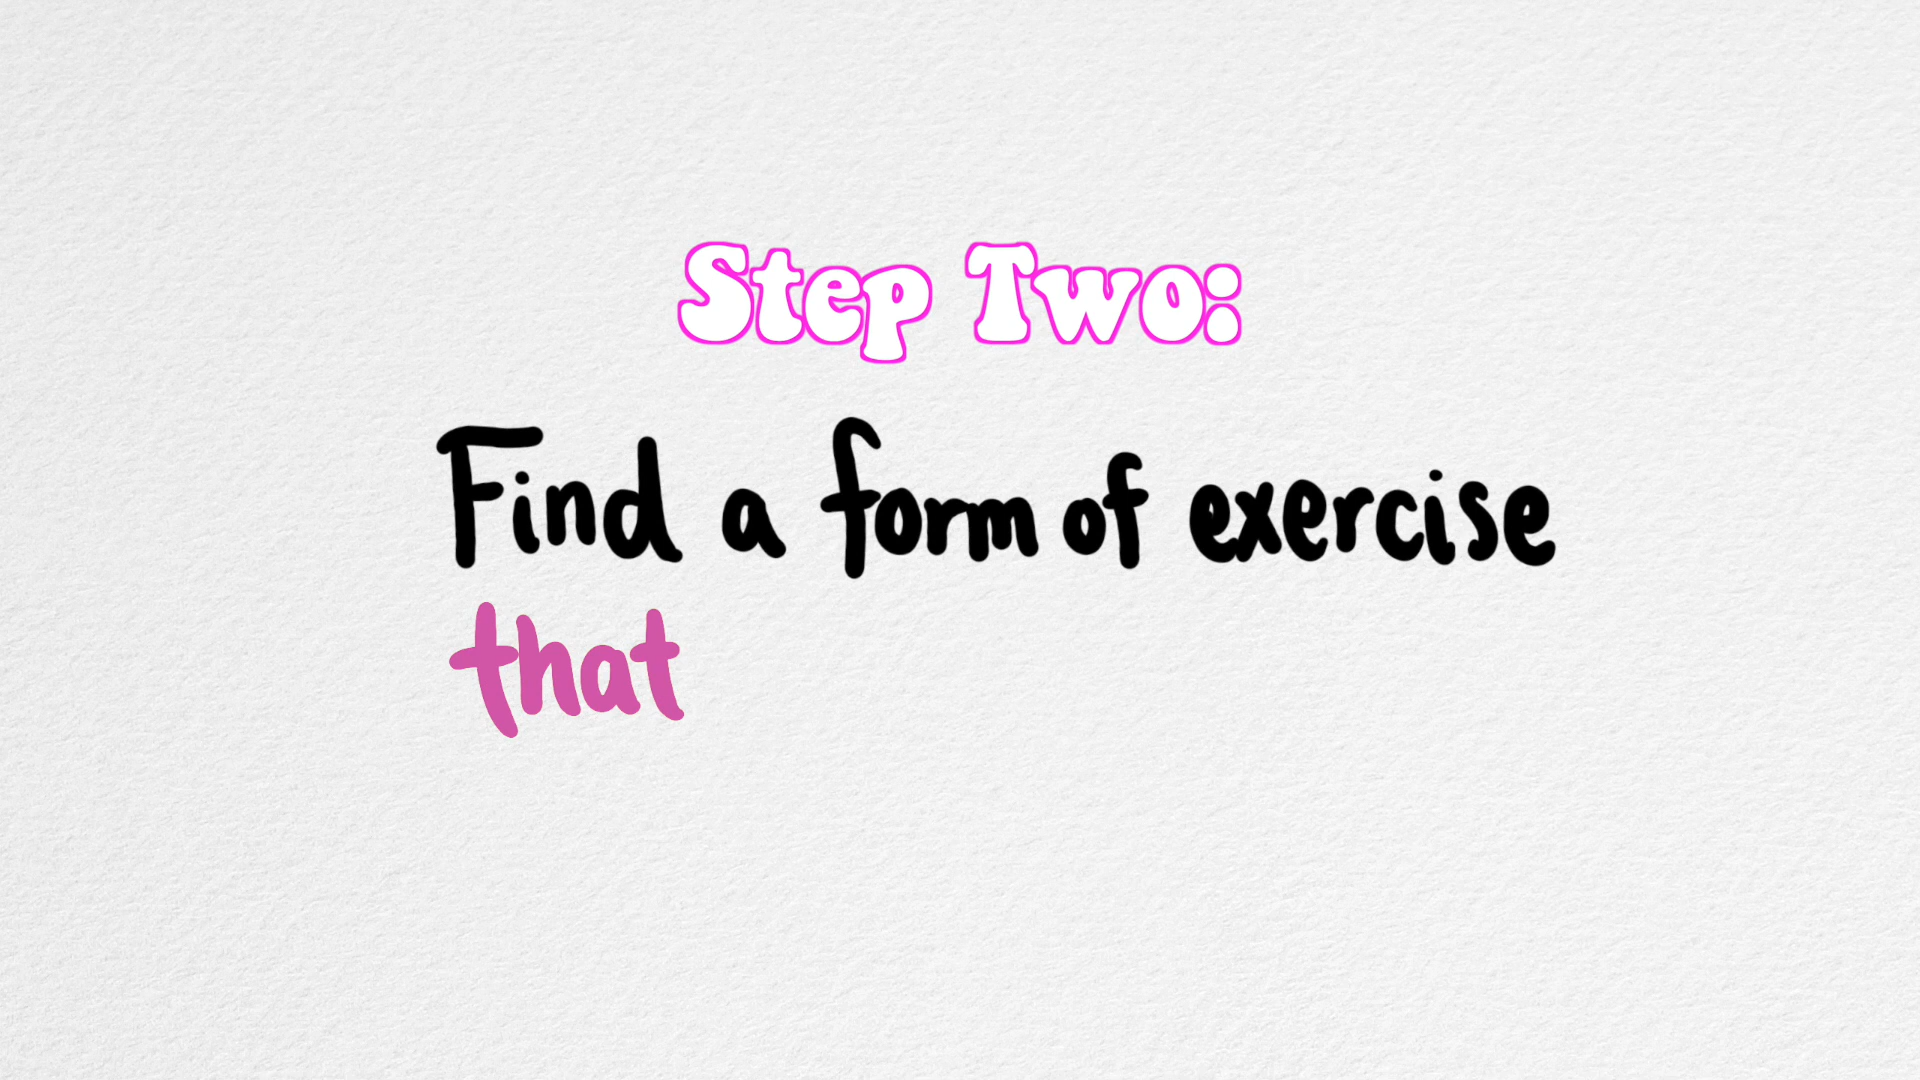 Step Two:
Find a form of exercise
that